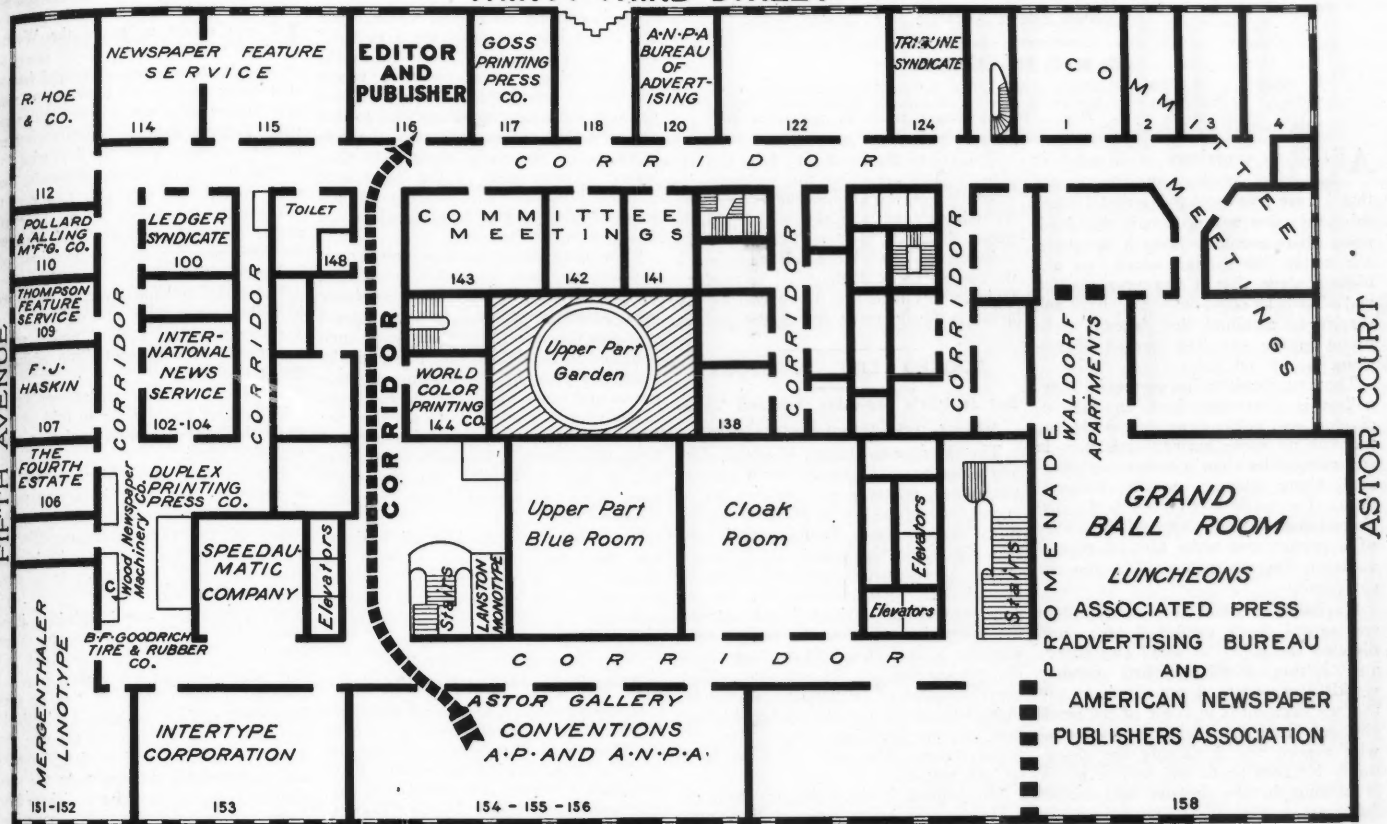 NEWSPAPER FEATURE
SERVICE
114
115
EDITOR
AND
PUBLISHER
116
GOSS
PRINTING
PRESS
CO.
117
118
A·N·P·A
BUREAU
OF
ADVERT-
ISING
120
122
TRIBUNE
SYNDICATE
124
COMMITTEE
MEETINGS
1
2
3
4
R. HOE
& CO.
112
POLLARD
& ALLING
M'F'G. CO.
110
THOMPSON
FEATURE
SERVICE
109
F·J·
HASKIN
107
THE
FOURTH
ESTATE
106
FIFTH AVENUE
CORRIDOR
CORRIDOR
LEDGER
SYNDICATE
100
INTER-
NATIONAL
NEWS
SERVICE
102-104
CORRIDOR
TOILET
148
CORRIDOR
COMMITTEE
MEETINGS
143
142
141
WORLD
COLOR
PRINTING
CO.
144
Upper Part
Garden
138
CORRIDOR
CORRIDOR
WALDORF
APARTMENTS
ASTOR COURT
Wood Newspaper
Machinery Co.
DUPLEX
PRINTING
PRESS CO.
SPEEDAU-
MATIC
COMPANY
Elevators
Stairs
LANSTON
MONOTYPE
Upper Part
Blue Room
Cloak
Room
Elevators
Elevators
Stairs
PROMENADE
GRAND
BALL ROOM
LUNCHEONS
ASSOCIATED PRESS
ADVERTISING BUREAU
AND
AMERICAN NEWSPAPER
PUBLISHERS ASSOCIATION
158
C
B·F·GOODRICH
TIRE & RUBBER
CO.
CORRIDOR
MERGENTHALER
LINOTYPE
151-152
INTERTYPE
CORPORATION
153
ASTOR GALLERY
CONVENTIONS
A·P·AND A·N·P·A·
154-155-156